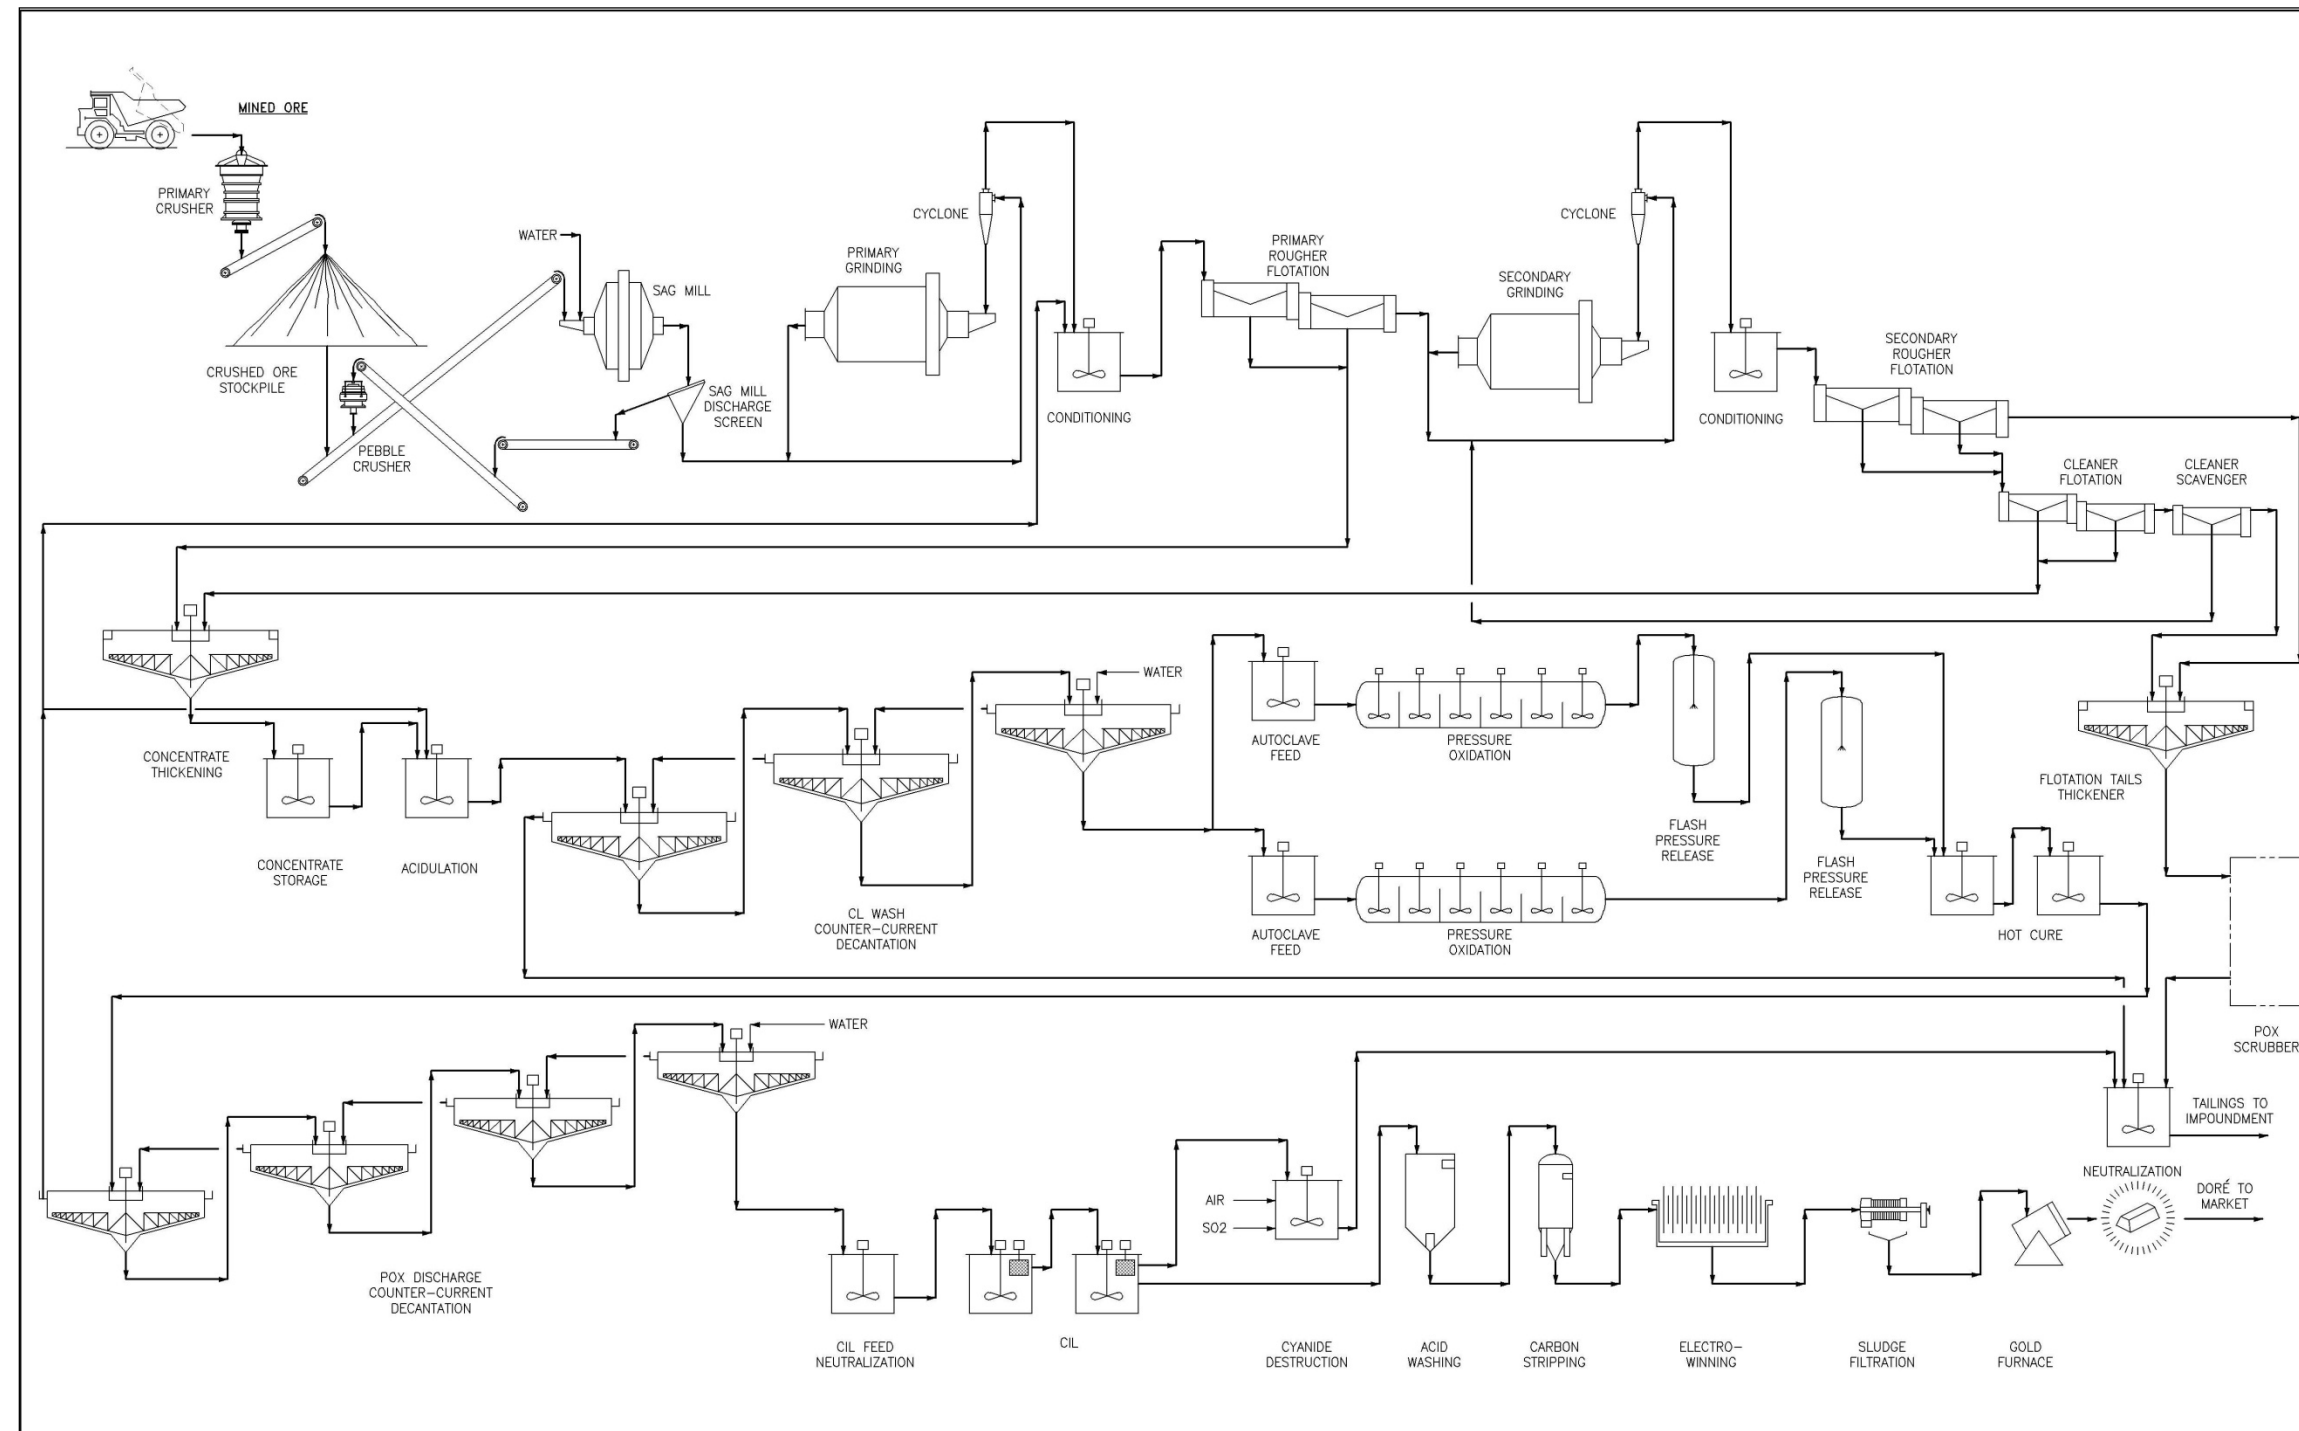 MINED ORE
PRIMARY
CRUSHER
CRUSHED ORE
STOCKPILE
PEBBLE
CRUSHER
WATER
SAG MILL
SAG MILL
DISCHARGE
SCREEN
PRIMARY
GRINDING
CYCLONE
CONDITIONING
PRIMARY
ROUGHER
FLOTATION
SECONDARY
GRINDING
CYCLONE
CONDITIONING
SECONDARY
ROUGHER
FLOTATION
CLEANER
FLOTATION
CLEANER
SCAVENGER
CONCENTRATE
THICKENING
CONCENTRATE
STORAGE
ACIDULATION
CL WASH
COUNTER-CURRENT
DECANTATION
WATER
AUTOCLAVE
FEED
PRESSURE
OXIDATION
AUTOCLAVE
FEED
PRESSURE
OXIDATION
FLASH
PRESSURE
RELEASE
FLASH
PRESSURE
RELEASE
HOT CURE
FLOTATION TAILS
THICKENER
POX
SCRUBBER
POX DISCHARGE
COUNTER-CURRENT
DECANTATION
WATER
CIL FEED
NEUTRALIZATION
CIL
AIR
SO2
CYANIDE
DESTRUCTION
ACID
WASHING
CARBON
STRIPPING
ELECTRO-
WINNING
SLUDGE
FILTRATION
GOLD
FURNACE
TAILINGS TO
IMPOUNDMENT
NEUTRALIZATION
DORÉ TO
MARKET